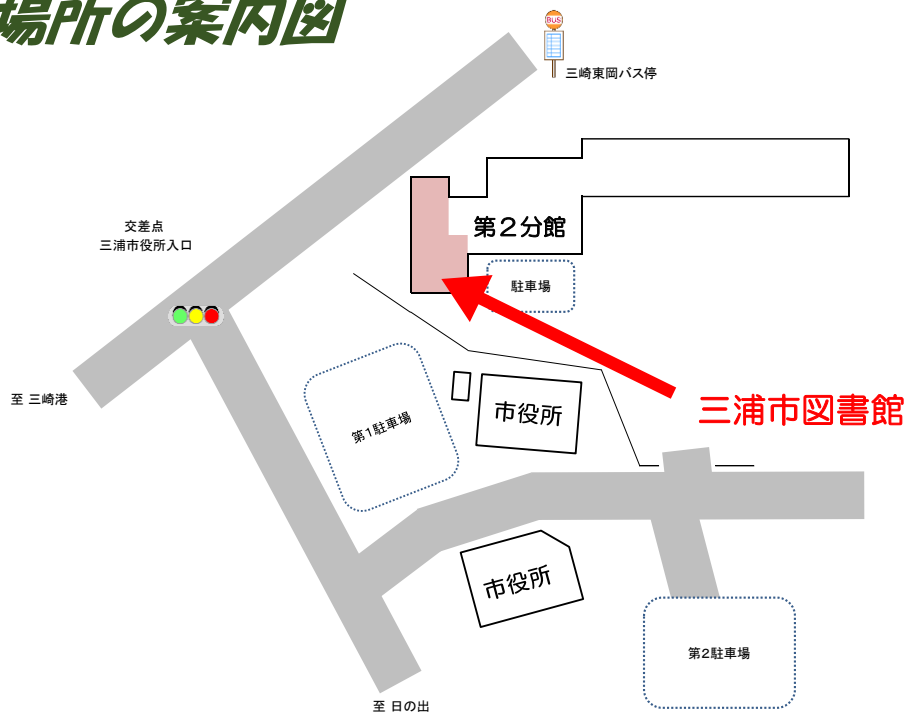 場所の案内図
BUS
三崎東岡バス停
交差点
三浦市役所入口
第２分館
駐車場
至 三崎港
第1駐車場
市役所
三浦市図書館
市役所
第2駐車場
至 日の出